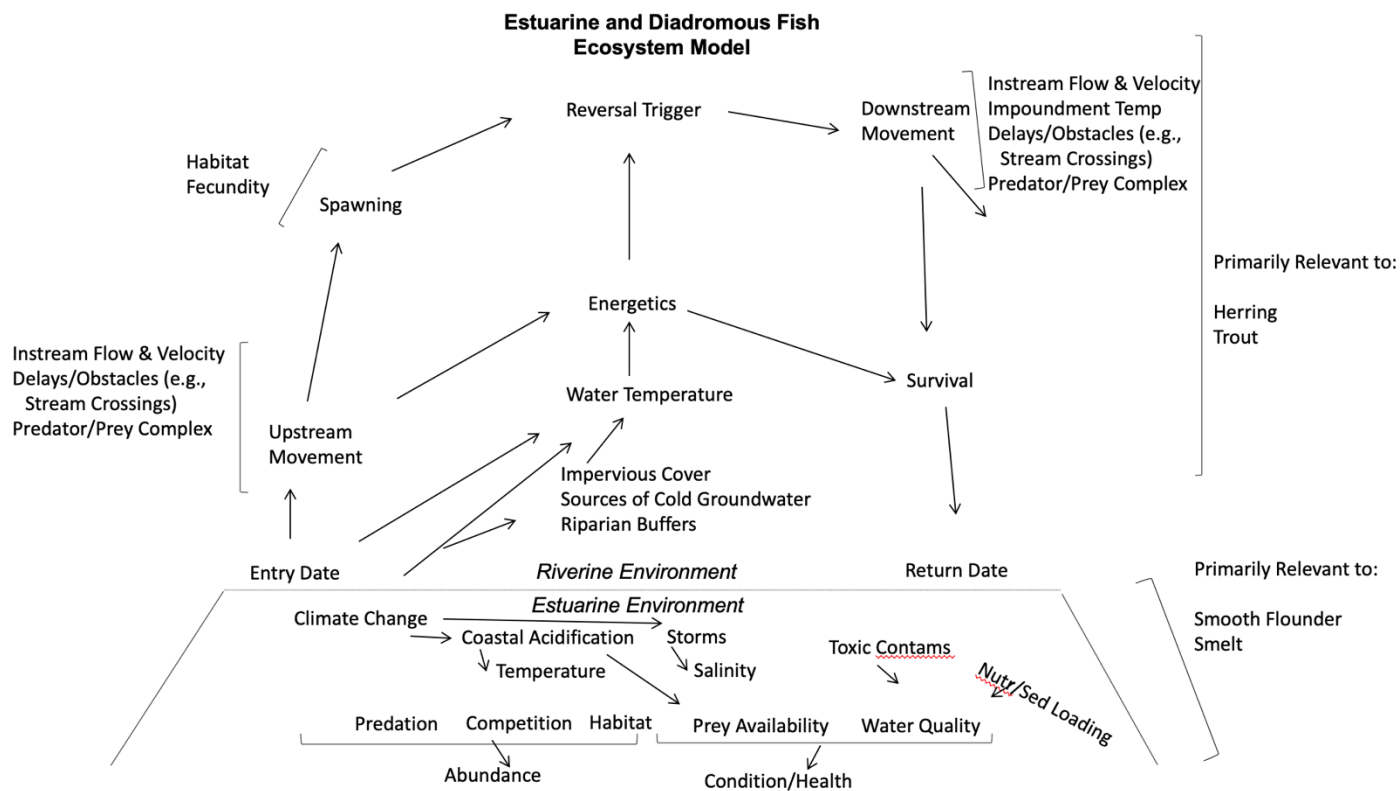 Estuarine and Diadromous Fish
Ecosystem Model
Reversal Trigger
Downstream
Movement
Instream Flow & Velocity
Impoundment Temp
Delays/Obstacles (e.g.,
Stream Crossings)
Predator/Prey Complex
Habitat
Fecundity
Spawning
Primarily Relevant to:
Herring
Trout
Energetics
Instream Flow & Velocity
Delays/Obstacles (e.g.,
Stream Crossings)
Predator/Prey Complex
Upstream
Movement
Water Temperature
Survival
Impervious Cover
Sources of Cold Groundwater
Riparian Buffers
Entry Date
Riverine Environment
Return Date
Primarily Relevant to:
Smooth Flounder
Smelt
Estuarine Environment
Climate Change
Coastal Acidification
Storms
Toxic Contams
Temperature
Salinity
Nutr/Sed Loading
Predation
Competition
Habitat
Prey Availability
Water Quality
Abundance
Condition/Health